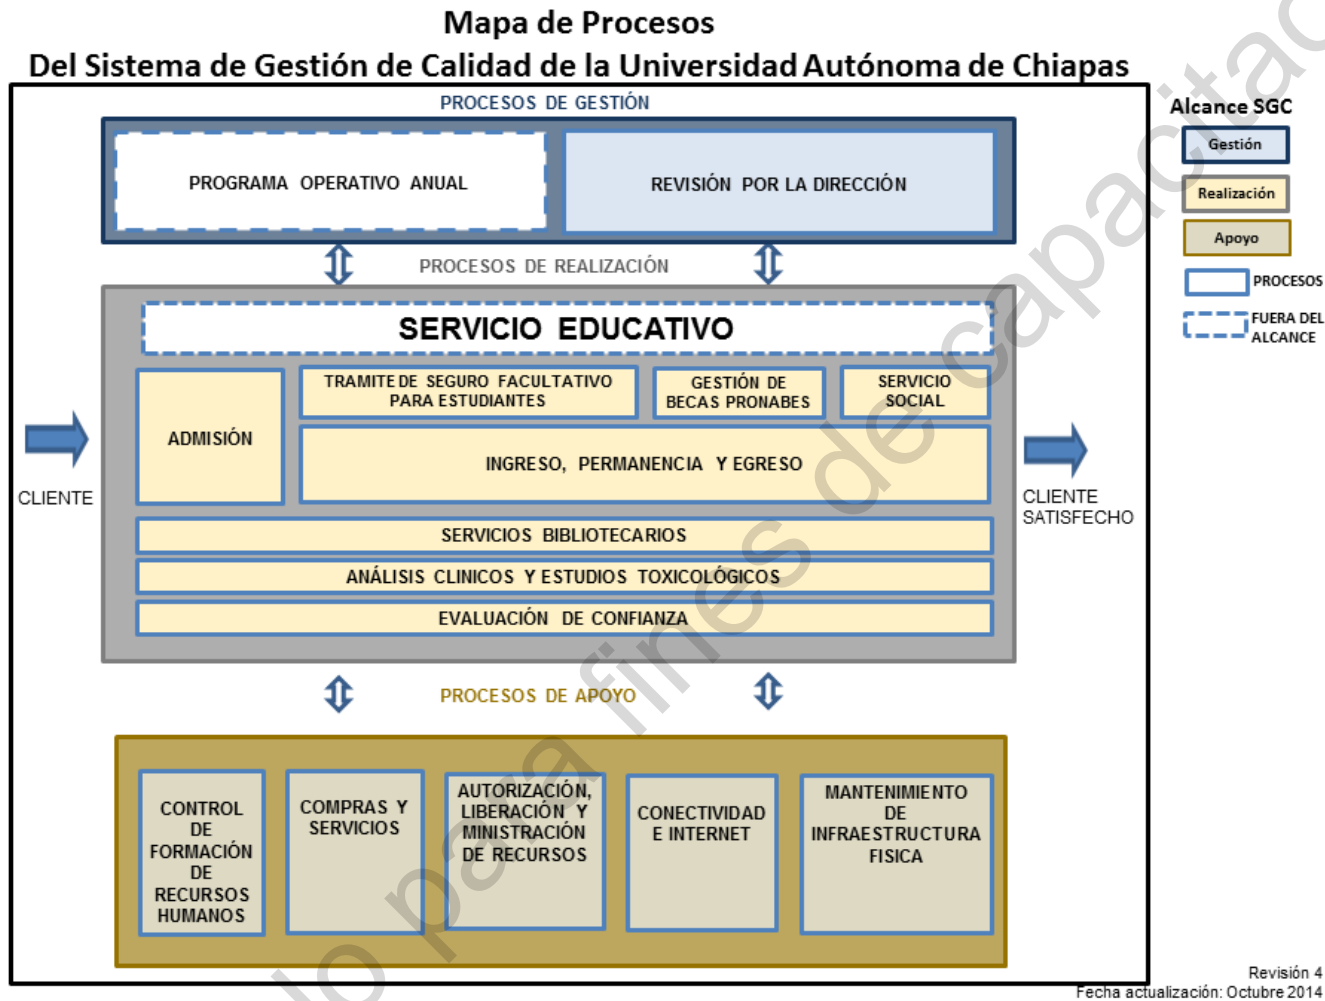 Mapa de Procesos
Del Sistema de Gestión de Calidad de la Universidad Autónoma de Chiapas
PROCESOS DE GESTIÓN
PROGRAMA OPERATIVO ANUAL
REVISIÓN POR LA DIRECCIÓN
PROCESOS DE REALIZACIÓN
SERVICIO EDUCATIVO
ADMISIÓN
TRAMITE DE SEGURO FACULTATIVO
PARA ESTUDIANTES
GESTIÓN DE
BECAS PRONABES
SERVICIO
SOCIAL
INGRESO, PERMANENCIA Y EGRESO
SERVICIOS BIBLIOTECARIOS
ANÁLISIS CLINICOS Y ESTUDIOS TOXICOLÓGICOS
EVALUACIÓN DE CONFIANZA
CLIENTE
CLIENTE
SATISFECHO
PROCESOS DE APOYO
CONTROL
DE
FORMACIÓN
DE
RECURSOS
HUMANOS
COMPRAS Y
SERVICIOS
AUTORIZACIÓN,
LIBERACIÓN Y
MINISTRACIÓN
DE RECURSOS
CONECTIVIDAD
E INTERNET
MANTENIMIENTO
DE
INFRAESTRUCTURA
FISICA
Alcance SGC
Gestión
Realización
Apoyo
PROCESOS
FUERA DEL
ALCANCE
Revisión 4
Fecha actualización: Octubre 2014
para fines de